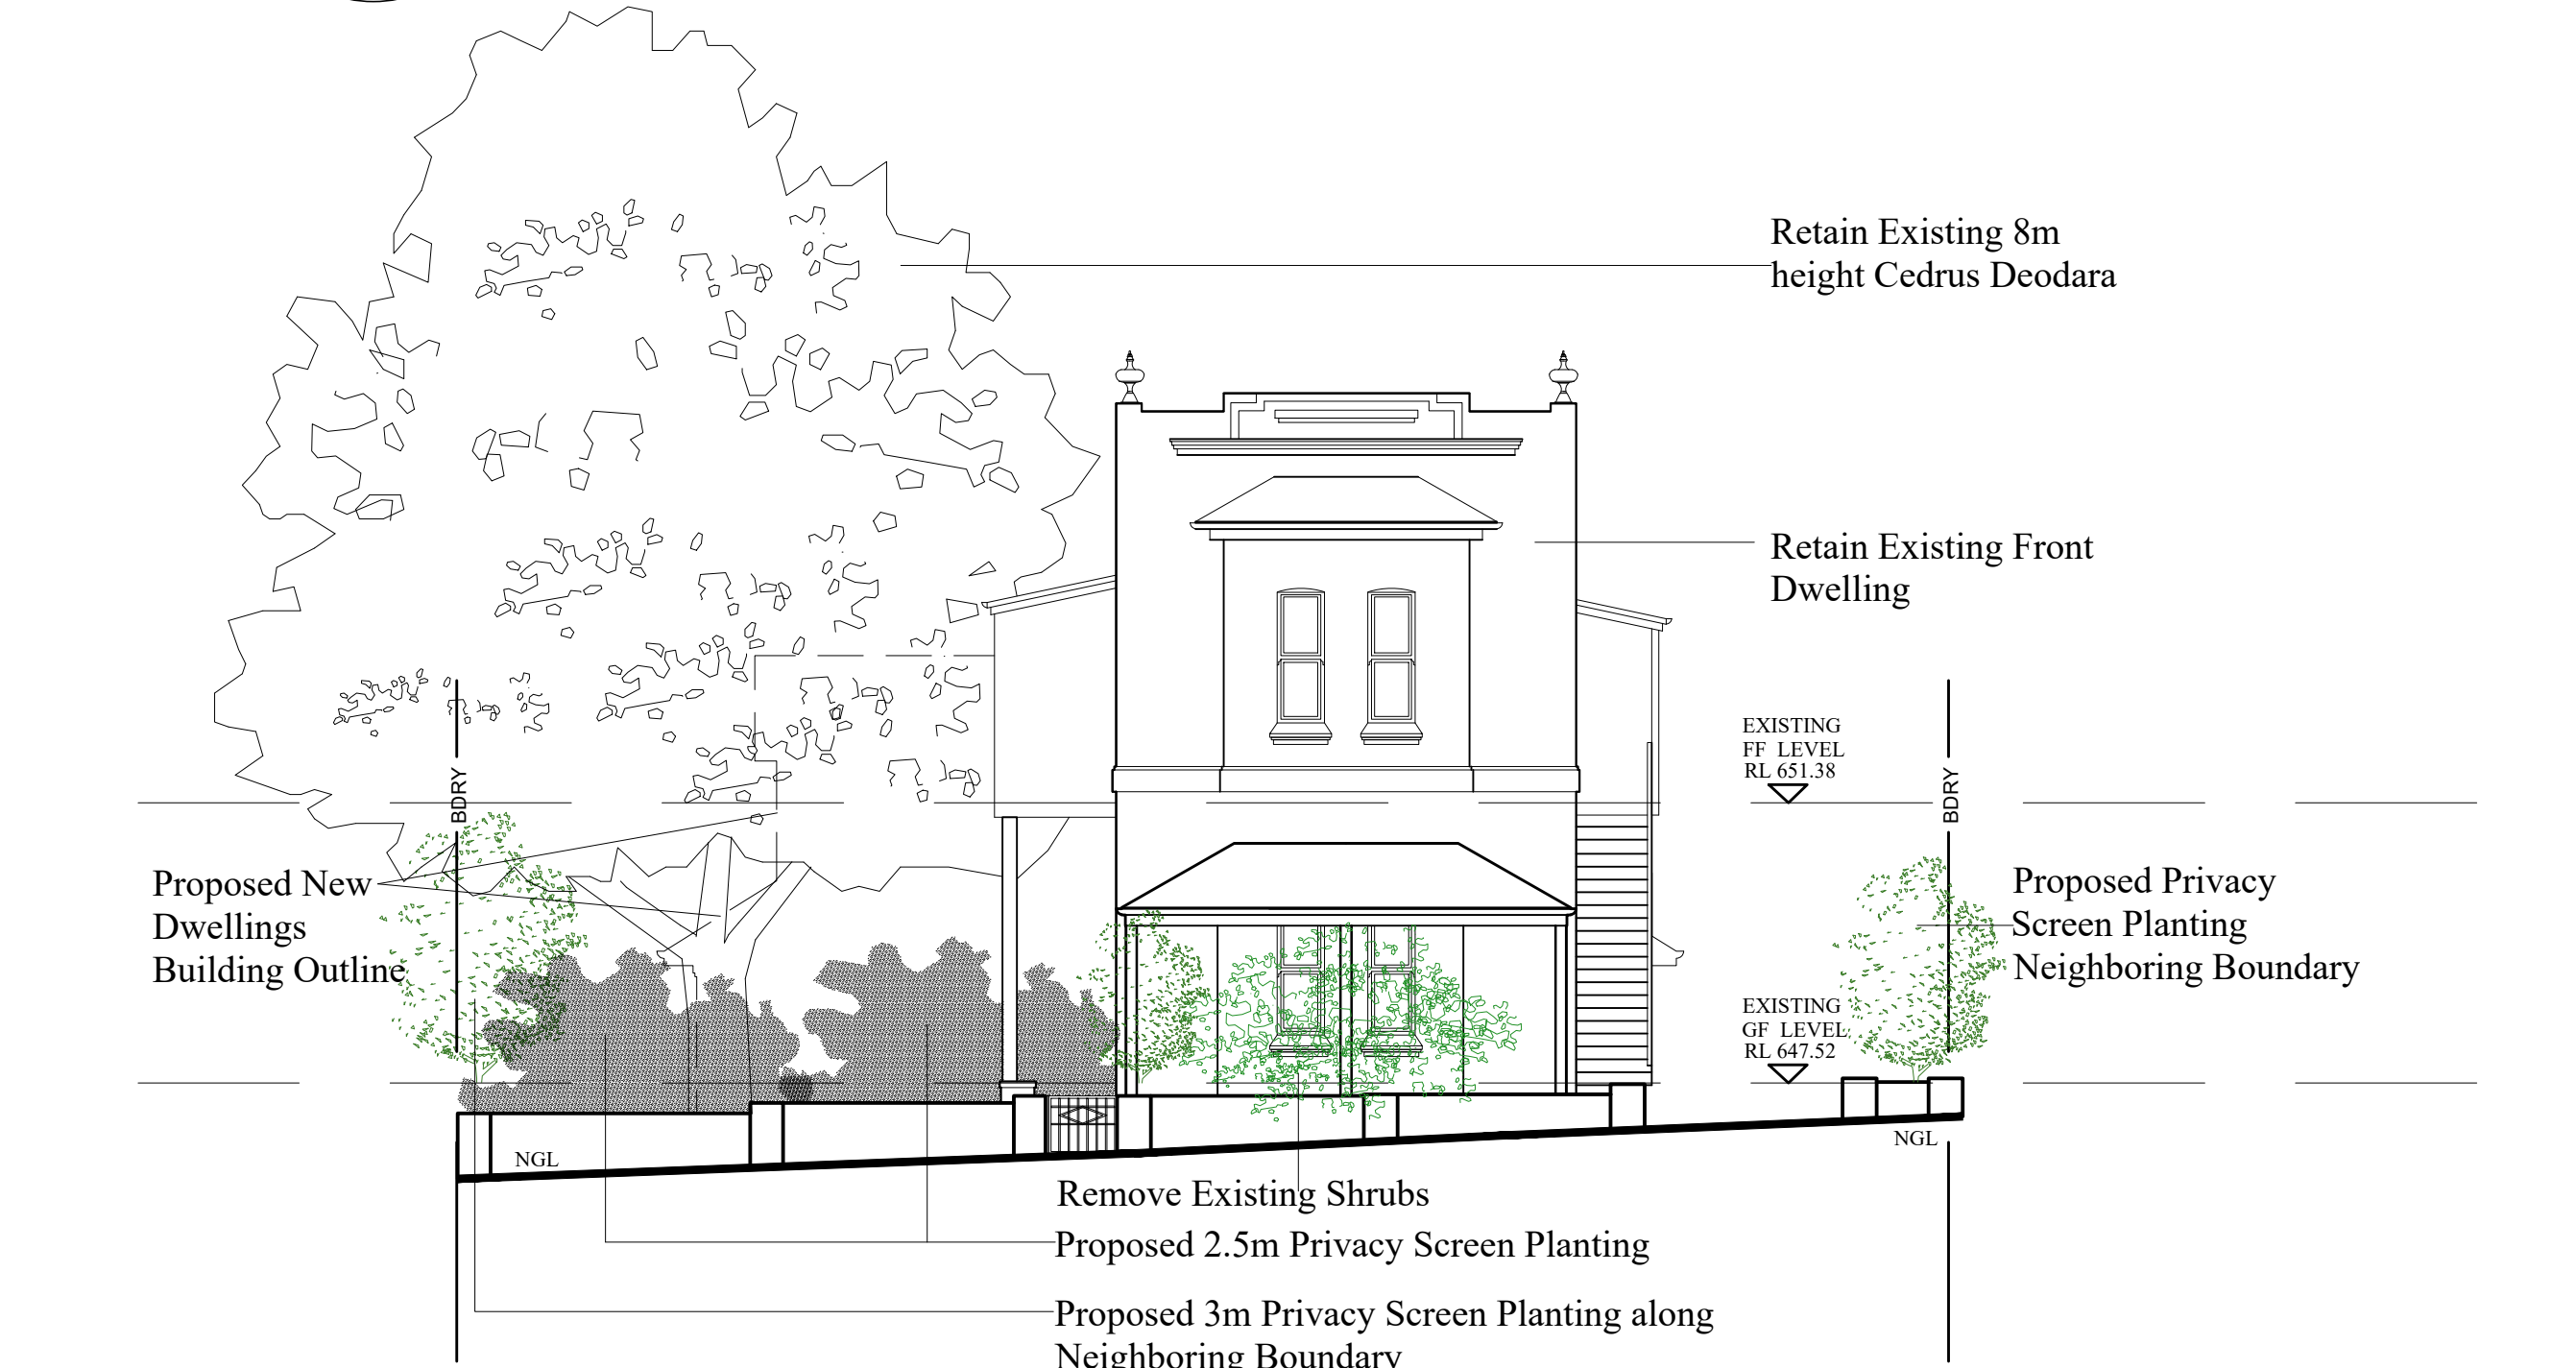 Retain Existing 8m
height Cedrus Deodara
Retain Existing Front
Dwelling
EXISTING
FF LEVEL
RL 651.38
BDRY
BDRY
Proposed New
Dwellings
Building Outline
Proposed Privacy
Screen Planting
Neighboring Boundary
EXISTING
GF LEVEL
RL 647.52
NGL
NGL
Remove Existing Shrubs
Proposed 2.5m Privacy Screen Planting
Proposed 3m Privacy Screen Planting along
Neighboring Boundary